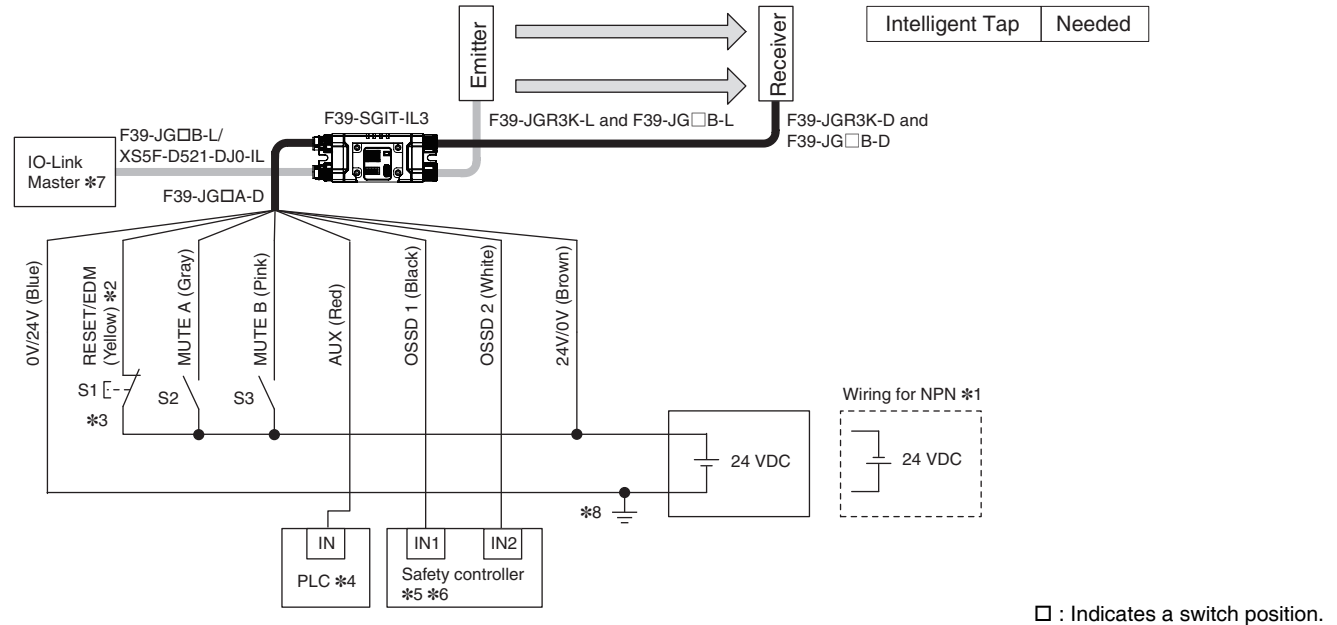 Intelligent Tap Needed
Emitter
Receiver
F39-SGIT-IL3
F39-JGR3K-L and F39-JG□B-L
F39-JGR3K-D and
F39-JG□B-D
F39-JG□B-L/
XS5F-D521-DJ0-IL
IO-Link
Master ✻7
F39-JG□A-D
0V/24V (Blue)
RESET/EDM
(Yellow) ✻2
MUTE A (Gray)
MUTE B (Pink)
AUX (Red)
OSSD 1 (Black)
OSSD 2 (White)
24V/0V (Brown)
S1
✻3
S2
S3
24 VDC
Wiring for NPN ✻1
24 VDC
✻8
IN
PLC ✻4
IN1
IN2
Safety controller
✻5 ✻6
□ : Indicates a switch position.